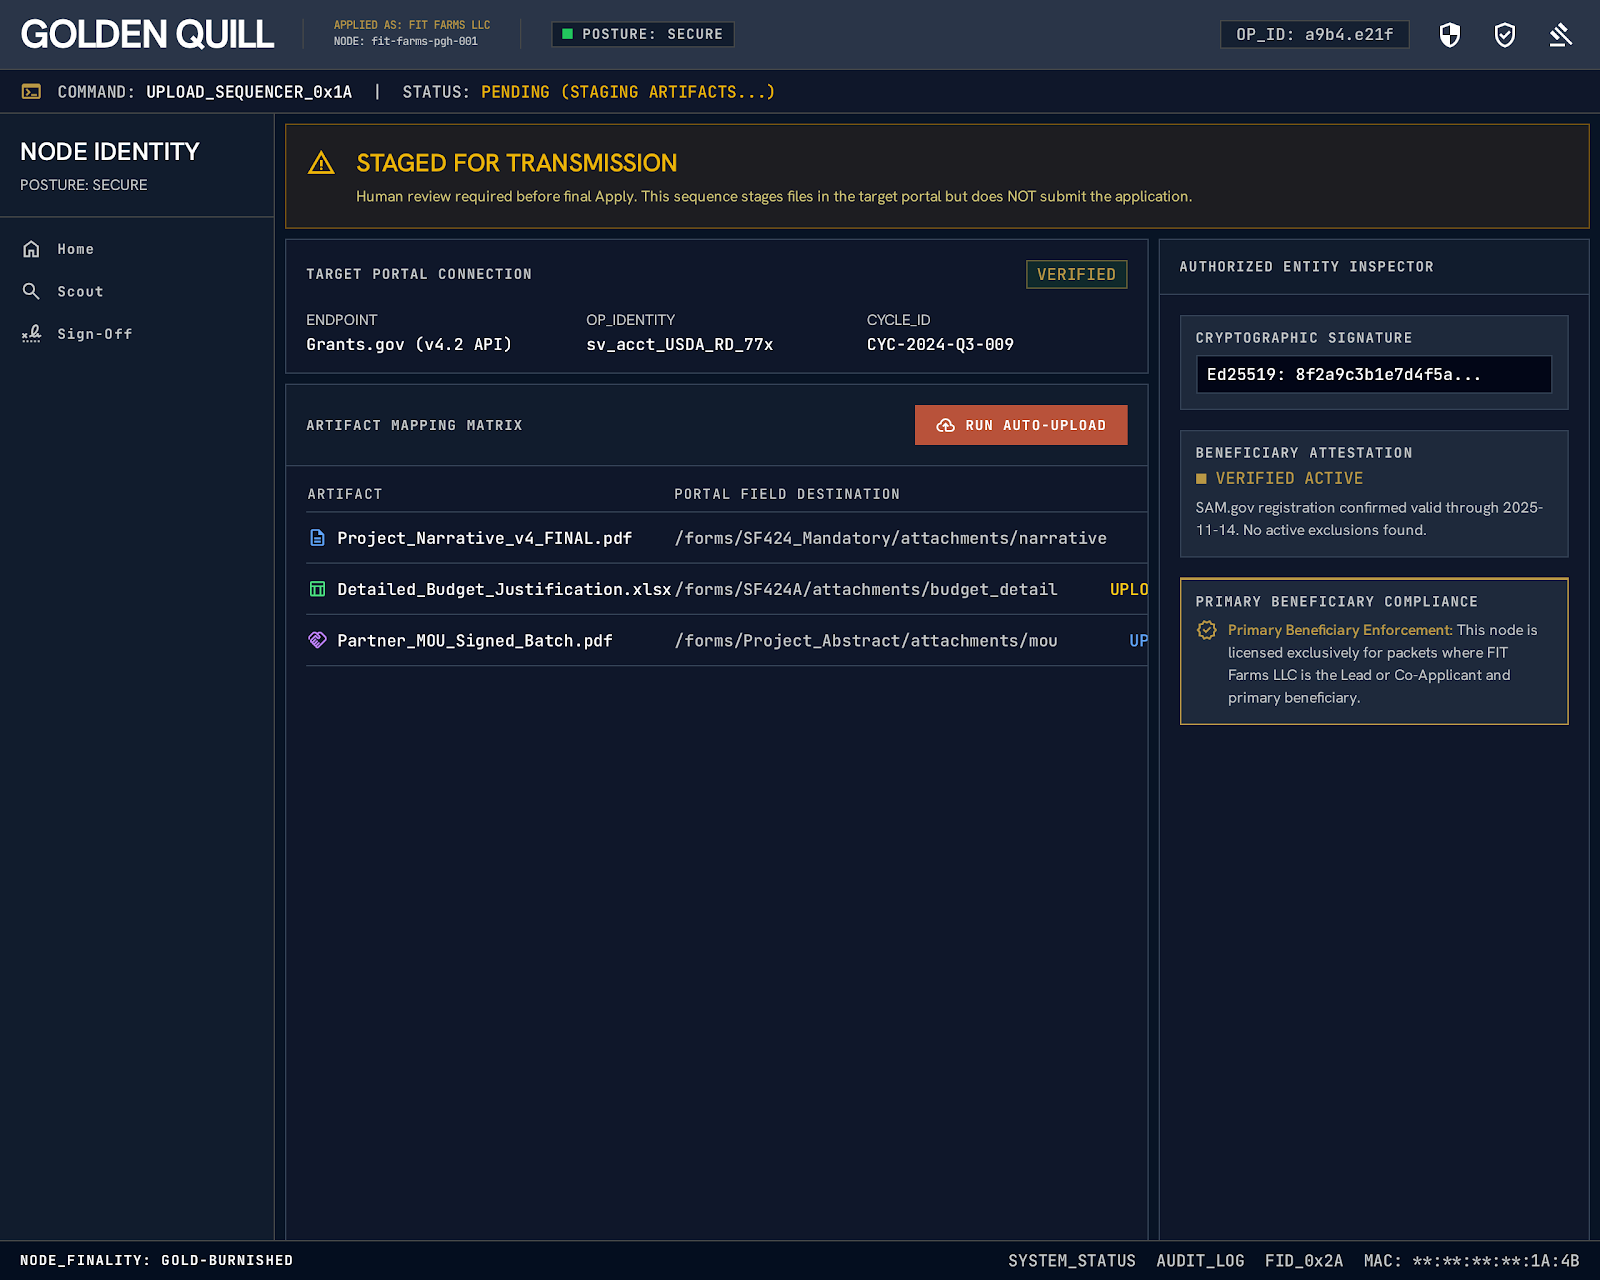 GOLDEN QUILL
APPLIED AS: FIT FARMS LLC
NODE: fit-farms-pgh-001
POSTURE: SECURE
OP_ID: a9b4.e21f
COMMAND: UPLOAD_SEQUENCER_0x1A | STATUS: PENDING (STAGING ARTIFACTS...)
NODE IDENTITY
POSTURE: SECURE
Home
Scout
Sign-Off
STAGED FOR TRANSMISSION
Human review required before final Apply. This sequence stages files in the target portal but does NOT submit the application.
TARGET PORTAL CONNECTION
VERIFIED
ENDPOINT
Grants.gov (v4.2 API)
OP_IDENTITY
sv_acct_USDA_RD_77x
CYCLE_ID
CYC-2024-Q3-009
ARTIFACT MAPPING MATRIX
RUN AUTO-UPLOAD
ARTIFACT PORTAL FIELD DESTINATION
Project_Narrative_v4_FINAL.pdf /forms/SF424_Mandatory/attachments/narrative
Detailed_Budget_Justification.xlsx /forms/SF424A/attachments/budget_detail UPLO
Partner_MOU_Signed_Batch.pdf /forms/Project_Abstract/attachments/mou UP
AUTHORIZED ENTITY INSPECTOR
CRYPTOGRAPHIC SIGNATURE
Ed25519: 8f2a9c3b1e7d4f5a...
BENEFICIARY ATTESTATION
VERIFIED ACTIVE
SAM.gov registration confirmed valid through 2025-
11-14. No active exclusions found.
PRIMARY BENEFICIARY COMPLIANCE
Primary Beneficiary Enforcement: This node is
licensed exclusively for packets where FIT
Farms LLC is the Lead or Co-Applicant and
primary beneficiary.
NODE_FINALITY: GOLD-BURNISHED
SYSTEM_STATUS AUDIT_LOG FID_0x2A MAC: **:**:**:**:1A:4B